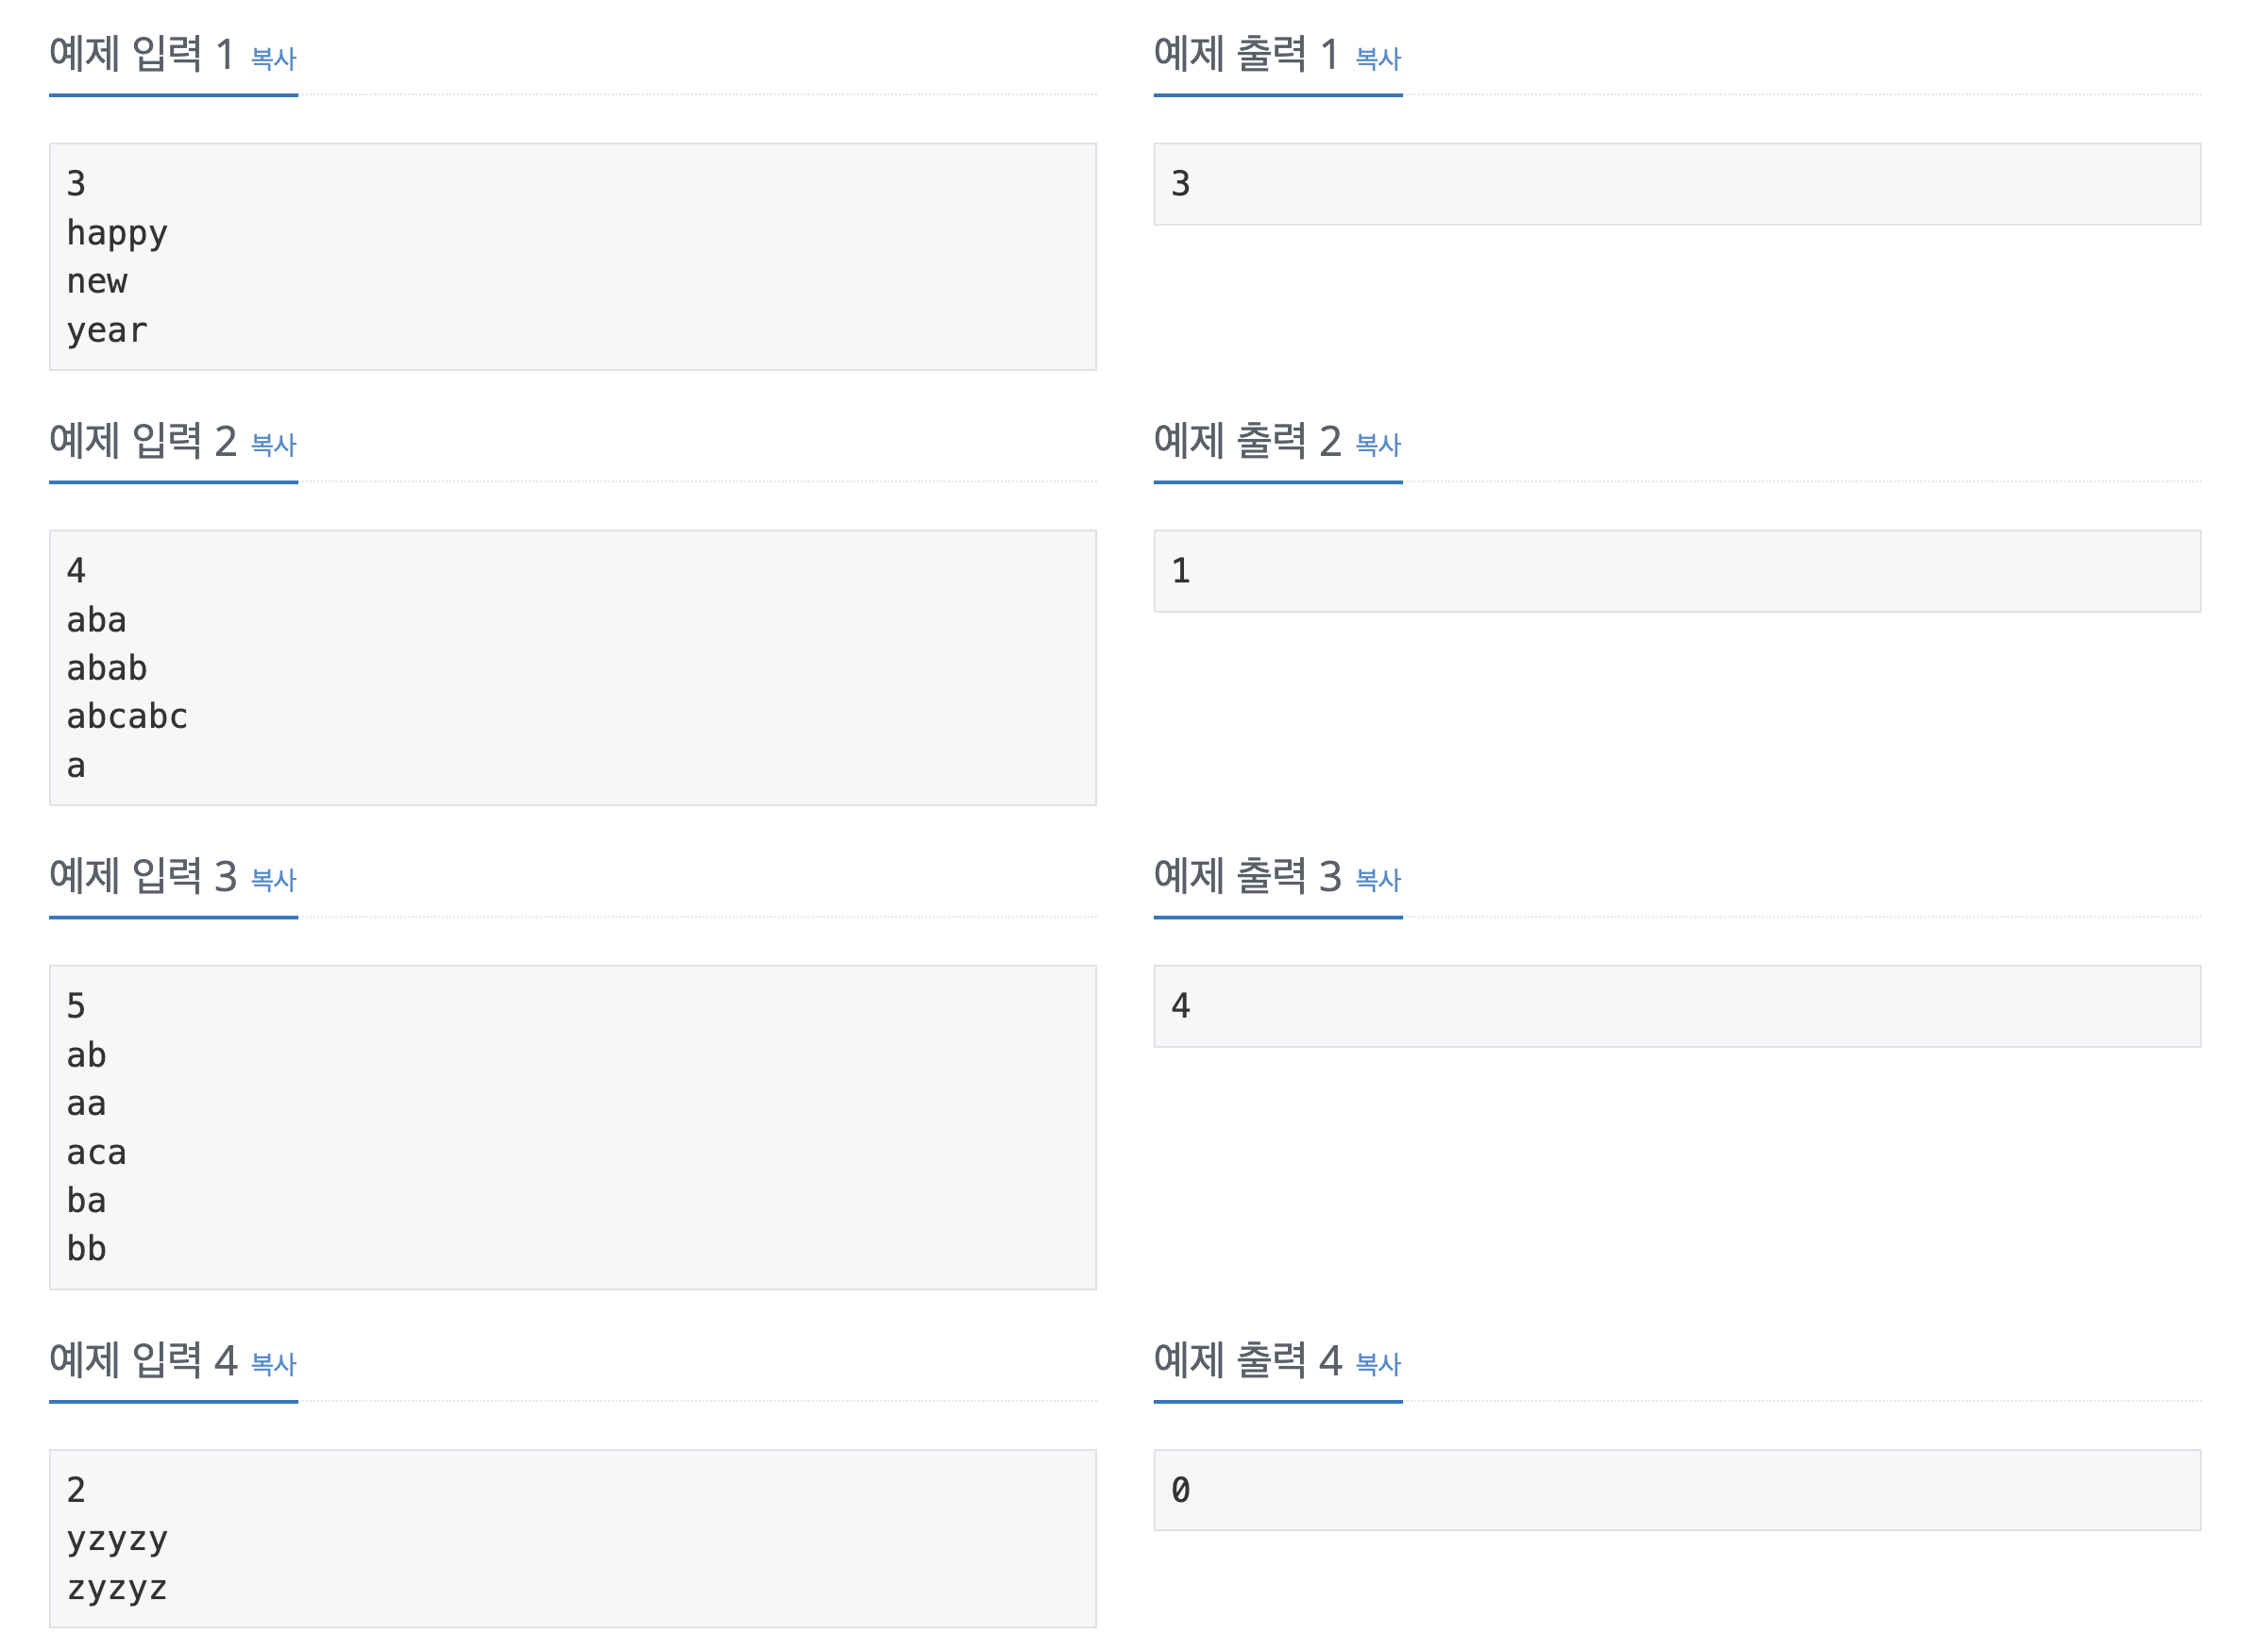 예제 입력 1 복사
3
happy
new
year
예제 출력 1 복사
3
예제 입력 2 복사
4
aba
abab
abcabc
a
예제 출력 2 복사
1
예제 입력 3 복사
5
ab
aa
aca
ba
bb
예제 출력 3 복사
4
예제 입력 4 복사
2
yzyzy
zyzyz
예제 출력 4 복사
0